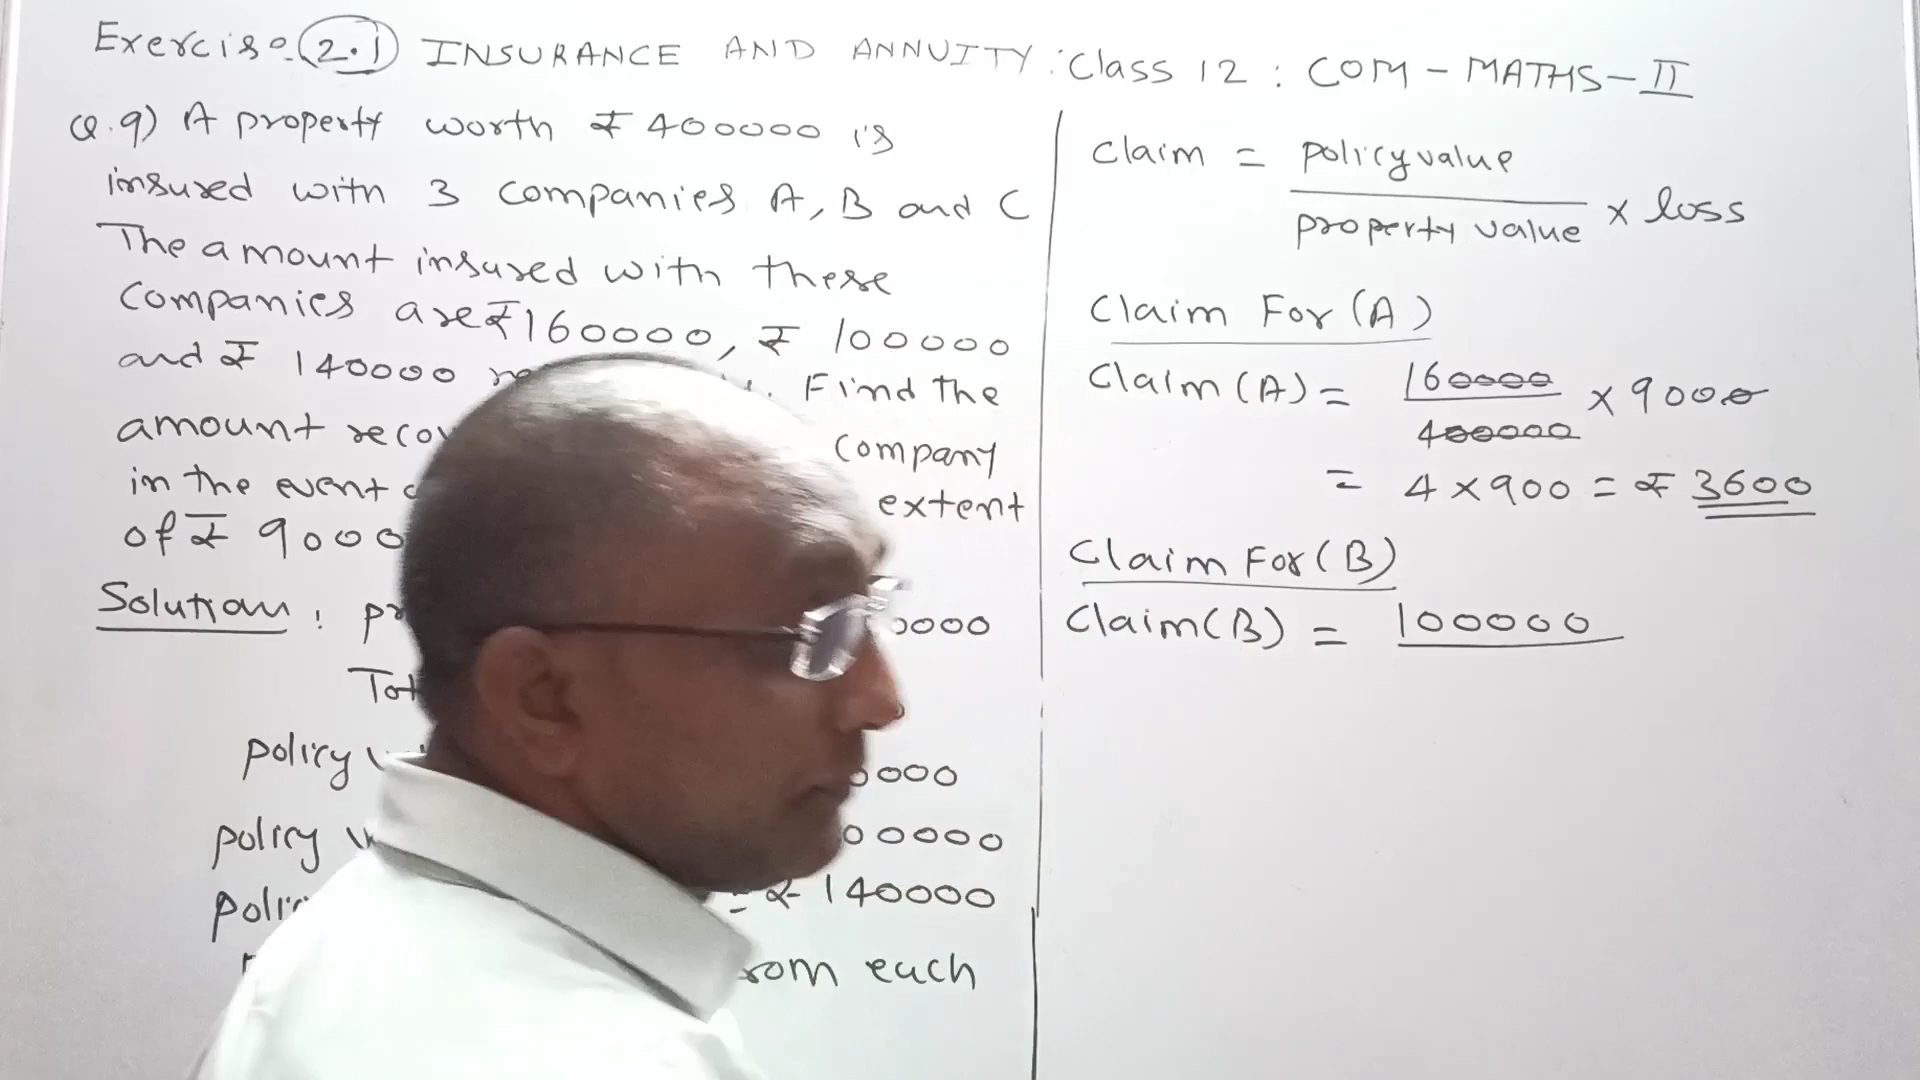 Exercise 2.1 INSURANCE AND ANNUITY : Class 12 : COM - MATHS - II
Q.9) A property worth ₹ 400000 is
insured with 3 companies A, B and C
The amount insured with these
companies are ₹160000, ₹ 100000
and ₹ 140000 Find the
amount company
in the event extent
of ₹ 9000
Solution :
0000
policy 0000
policy 00000
= ₹ 140000
each
Claim = policy value / property value × loss
Claim For (A)
Claim (A) = 160000 / 400000 × 9000
= 4 × 900 = ₹ 3600
Claim For (B)
Claim (B) = 100000